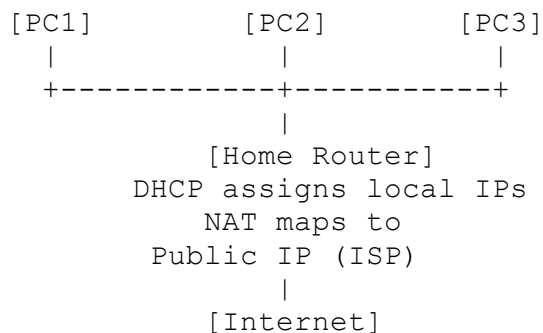 [PC1] [PC2] [PC3]
| | |
+------------+-----------+
|
[Home Router]
DHCP assigns local IPs
NAT maps to
Public IP (ISP)
|
[Internet]